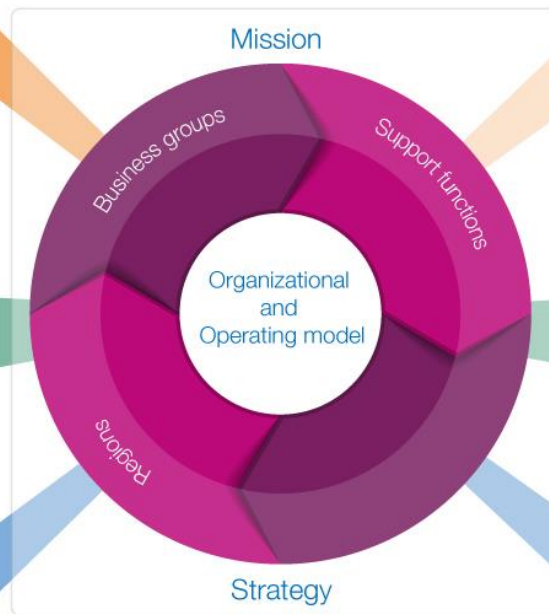 Mission
Business groups
Support functions
Organizational
and
Operating model
Regions
Strategy